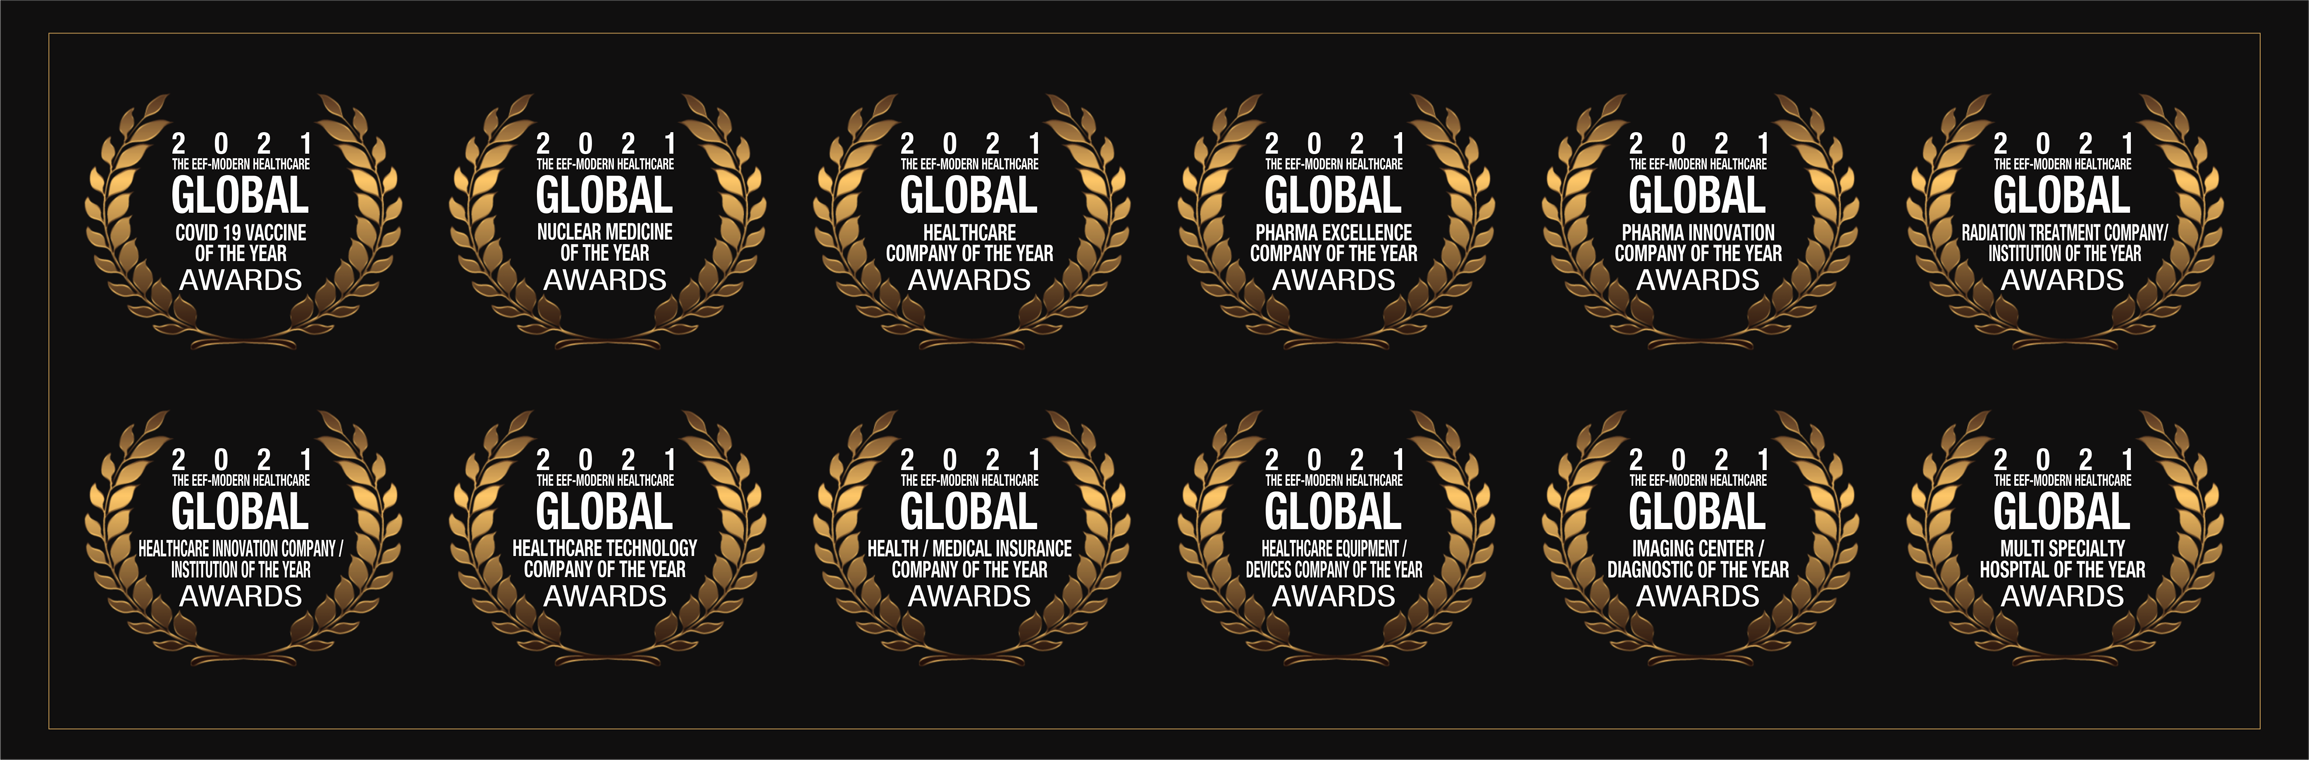 2 0 2 1
THE EEF-MODERN HEALTHCARE
GLOBAL
COVID 19 VACCINE
OF THE YEAR
AWARDS
2 0 2 1
THE EEF-MODERN HEALTHCARE
GLOBAL
NUCLEAR MEDICINE
OF THE YEAR
AWARDS
2 0 2 1
THE EEF-MODERN HEALTHCARE
GLOBAL
HEALTHCARE
COMPANY OF THE YEAR
AWARDS
2 0 2 1
THE EEF-MODERN HEALTHCARE
GLOBAL
PHARMA EXCELLENCE
COMPANY OF THE YEAR
AWARDS
2 0 2 1
THE EEF-MODERN HEALTHCARE
GLOBAL
PHARMA INNOVATION
COMPANY OF THE YEAR
AWARDS
2 0 2 1
THE EEF-MODERN HEALTHCARE
GLOBAL
RADIATION TREATMENT COMPANY/
INSTITUTION OF THE YEAR
AWARDS
2 0 2 1
THE EEF-MODERN HEALTHCARE
GLOBAL
HEALTHCARE INNOVATION COMPANY /
INSTITUTION OF THE YEAR
AWARDS
2 0 2 1
THE EEF-MODERN HEALTHCARE
GLOBAL
HEALTHCARE TECHNOLOGY
COMPANY OF THE YEAR
AWARDS
2 0 2 1
THE EEF-MODERN HEALTHCARE
GLOBAL
HEALTH / MEDICAL INSURANCE
COMPANY OF THE YEAR
AWARDS
2 0 2 1
THE EEF-MODERN HEALTHCARE
GLOBAL
HEALTHCARE EQUIPMENT /
DEVICES COMPANY OF THE YEAR
AWARDS
2 0 2 1
THE EEF-MODERN HEALTHCARE
GLOBAL
IMAGING CENTER /
DIAGNOSTIC OF THE YEAR
AWARDS
2 0 2 1
THE EEF-MODERN HEALTHCARE
GLOBAL
MULTI SPECIALTY
HOSPITAL OF THE YEAR
AWARDS